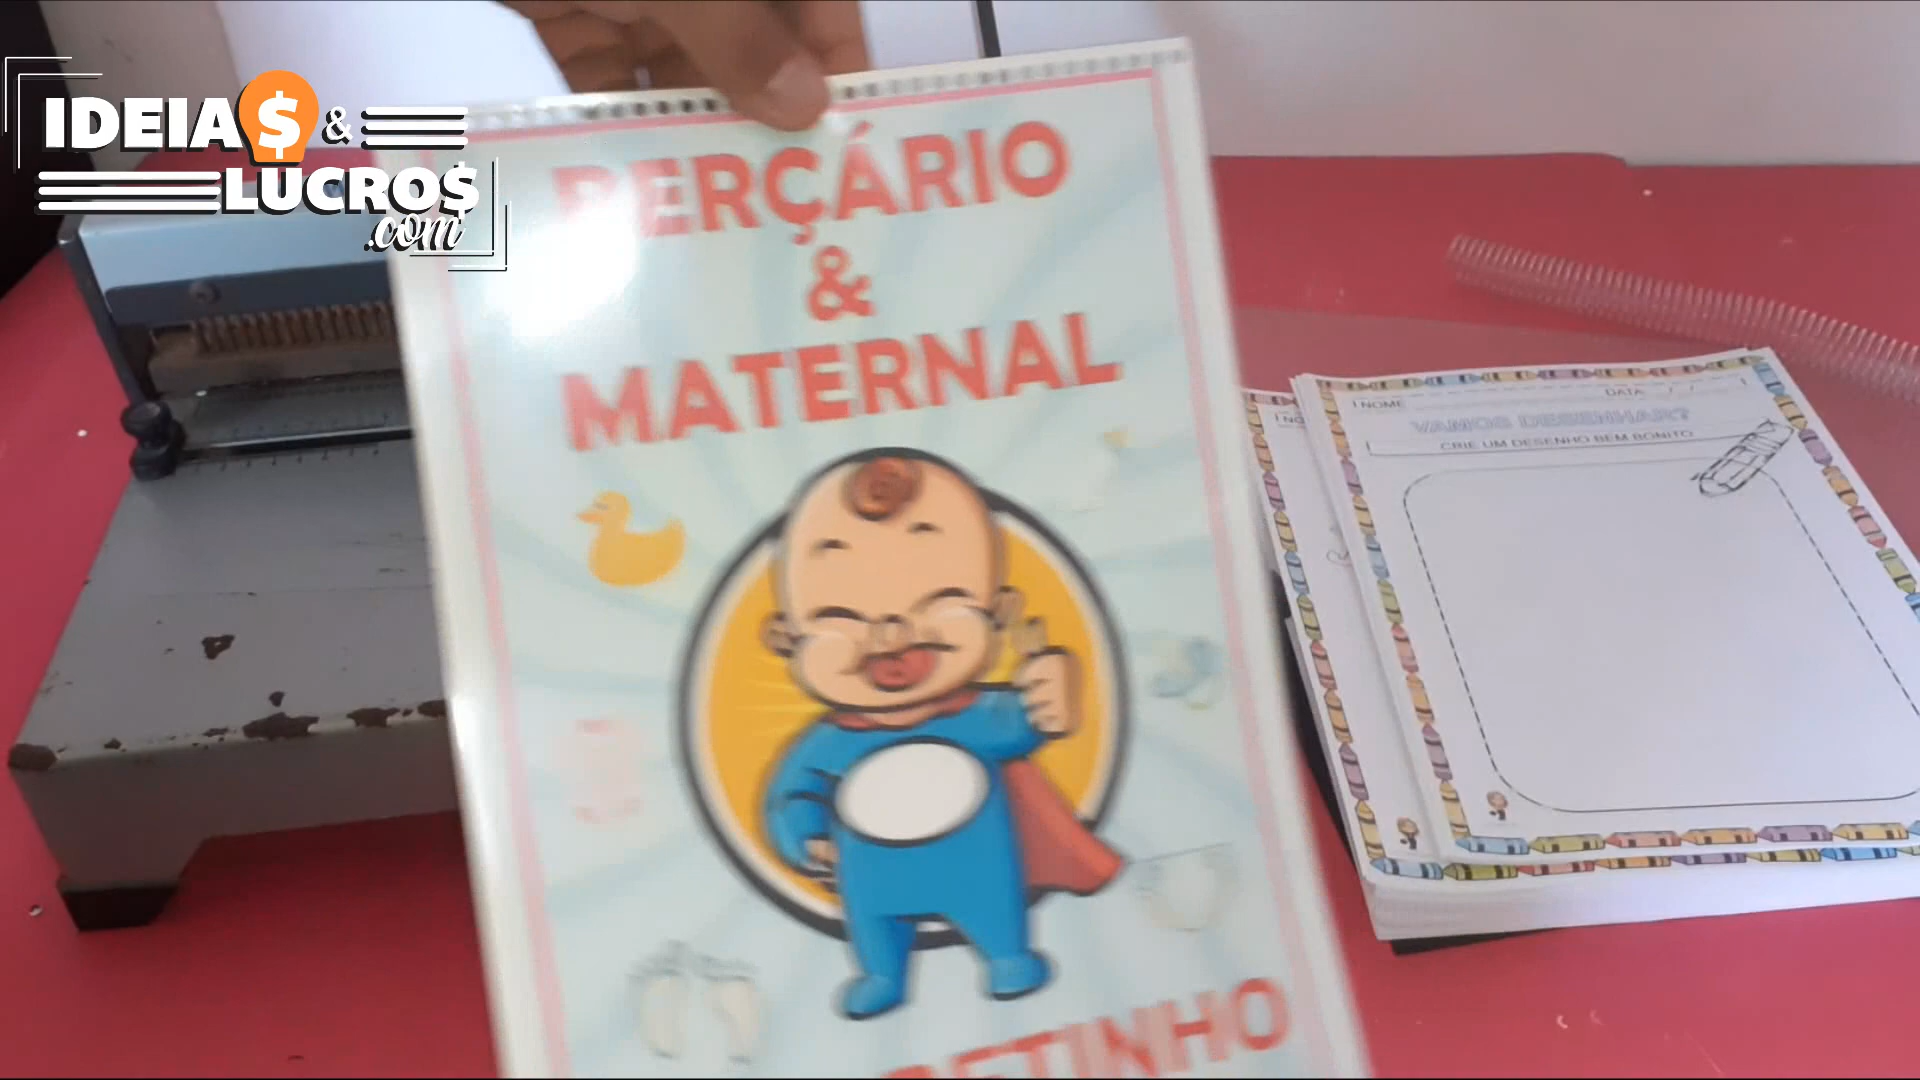 IDEIA$ &
LUCRO$
.com
BERÇÁRIO
&
MATERNAL
NOME
DATA
VAMOS DESENHAR?
CRIE UM DESENHO BEM BONITO